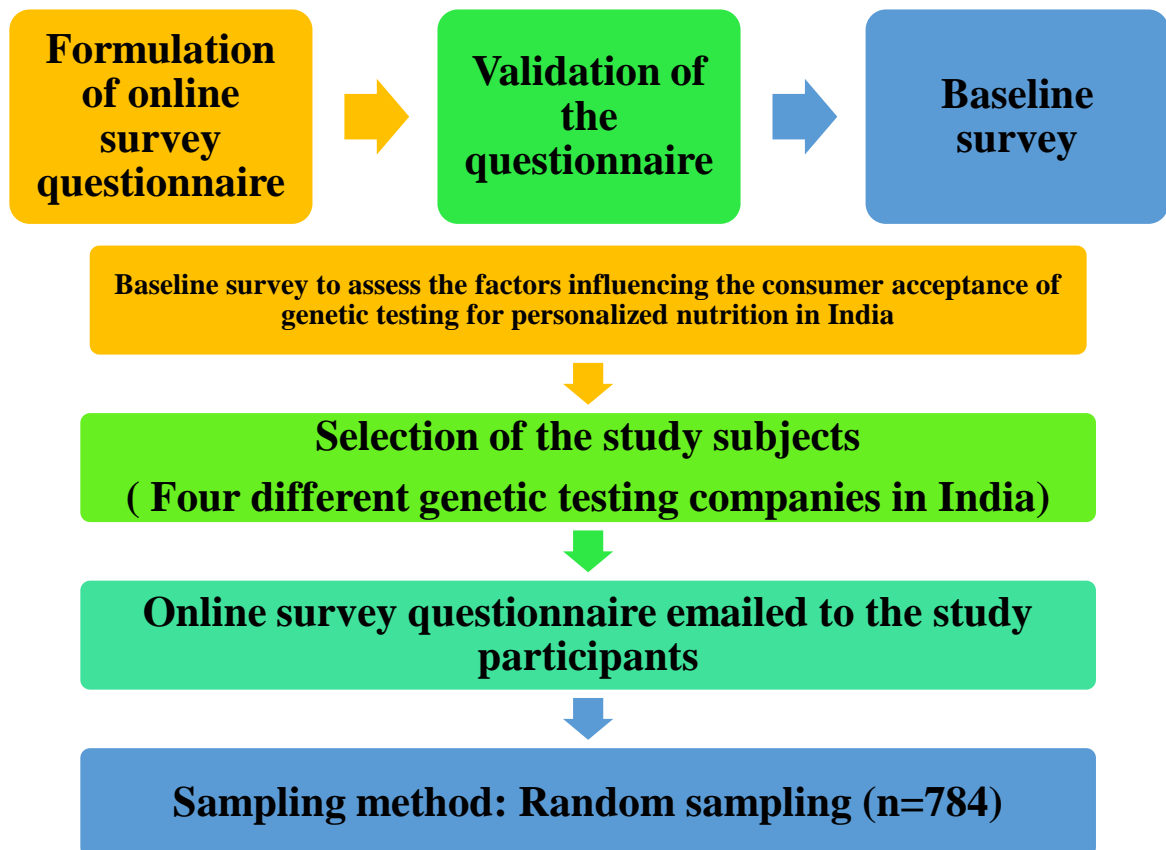 Formulation
of online
survey
questionnaire
Validation of
the
questionnaire
Baseline
survey
Baseline survey to assess the factors influencing the consumer acceptance of
genetic testing for personalized nutrition in India
Selection of the study subjects
( Four different genetic testing companies in India)
Online survey questionnaire emailed to the study
participants
Sampling method: Random sampling (n=784)